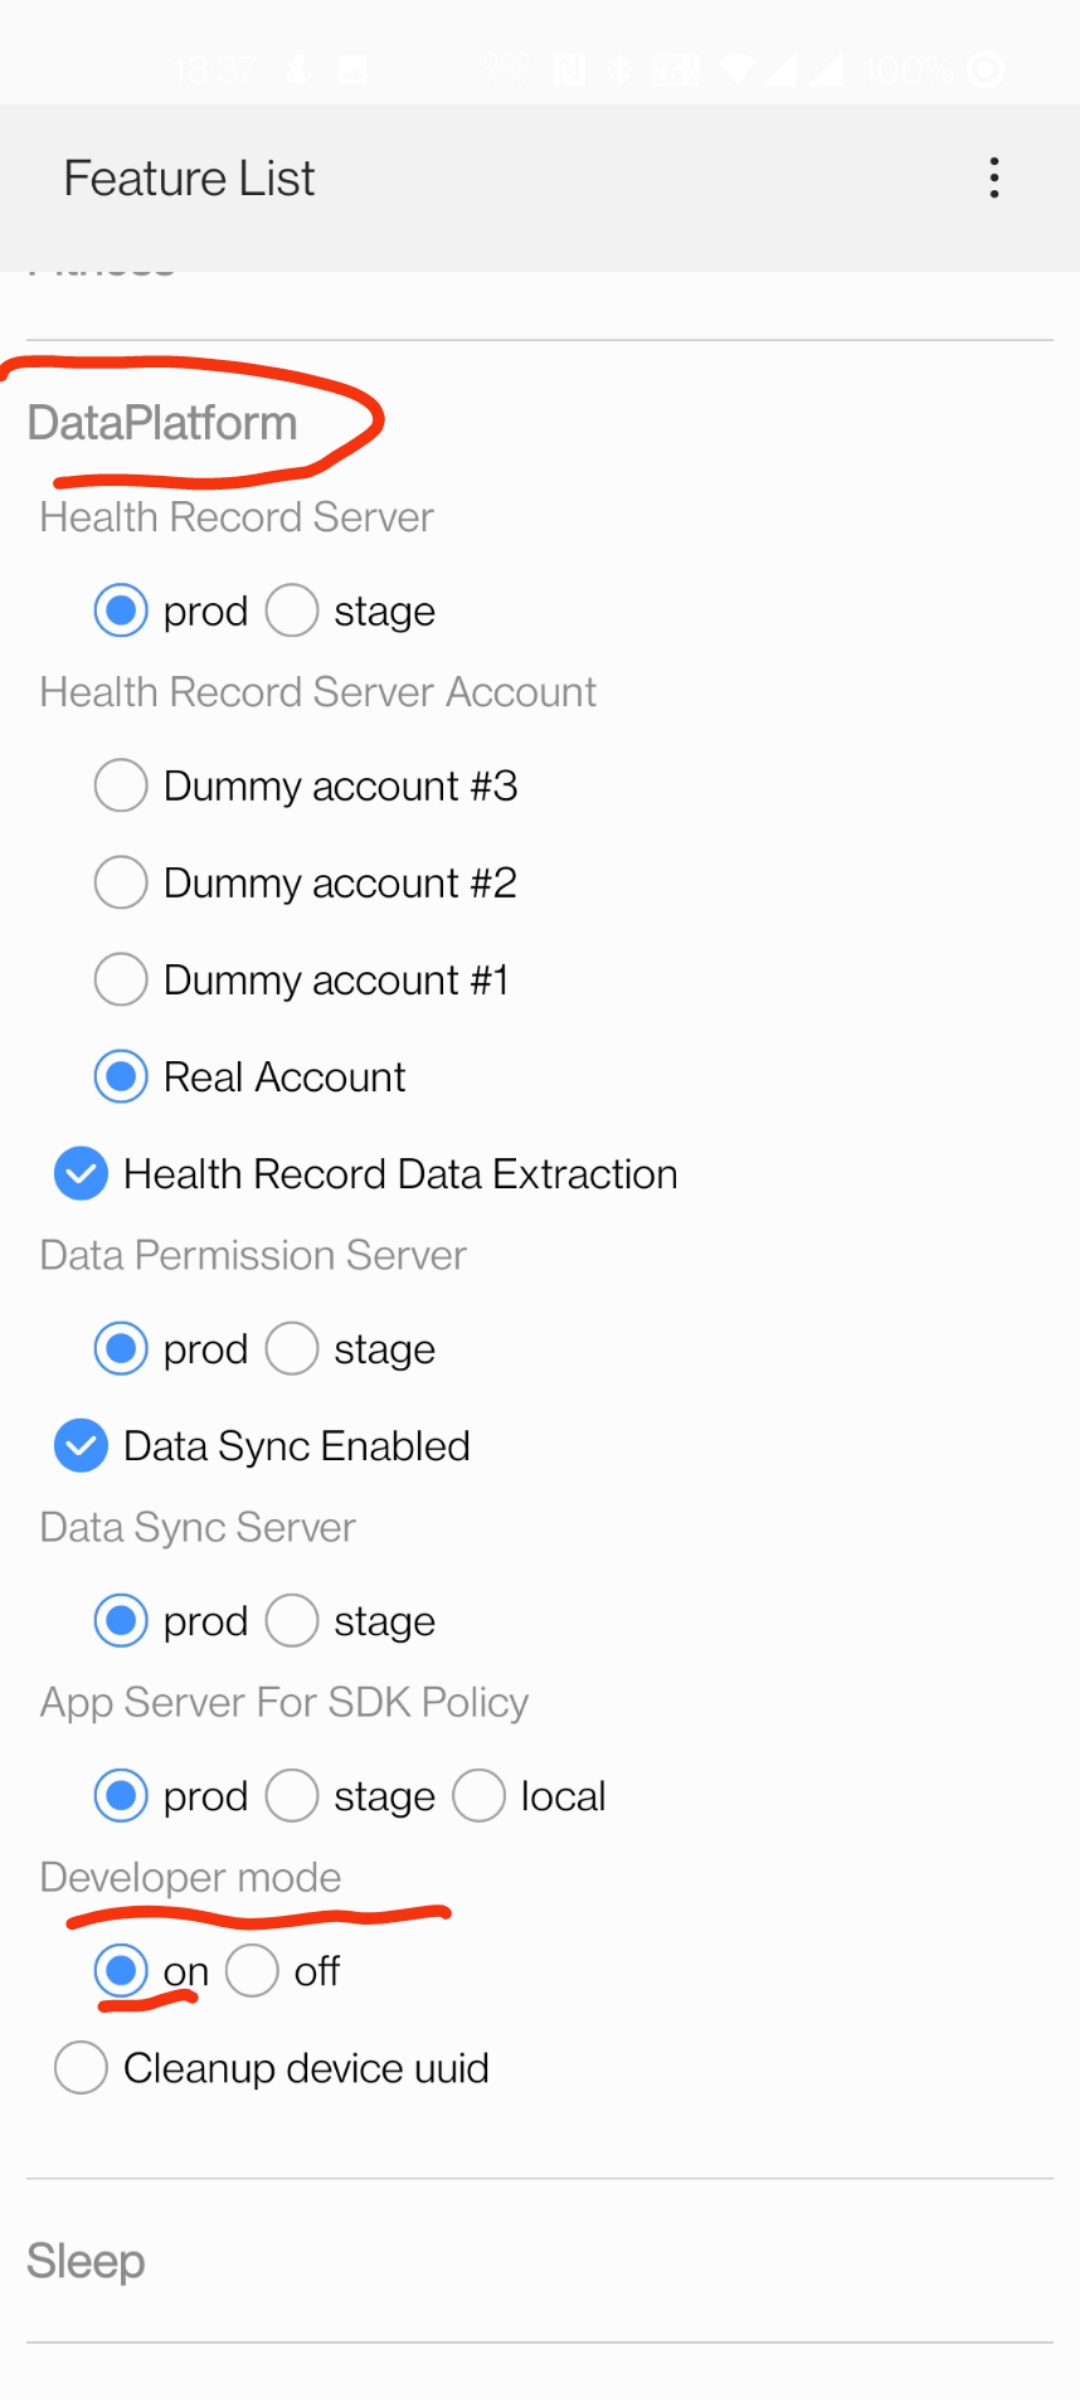 18:37 100%
Feature List
Fitness
DataPlatform
Health Record Server
prod stage
Health Record Server Account
Dummy account #3
Dummy account #2
Dummy account #1
Real Account
Health Record Data Extraction
Data Permission Server
prod stage
Data Sync Enabled
Data Sync Server
prod stage
App Server For SDK Policy
prod stage local
Developer mode
on off
Cleanup device uuid
Sleep